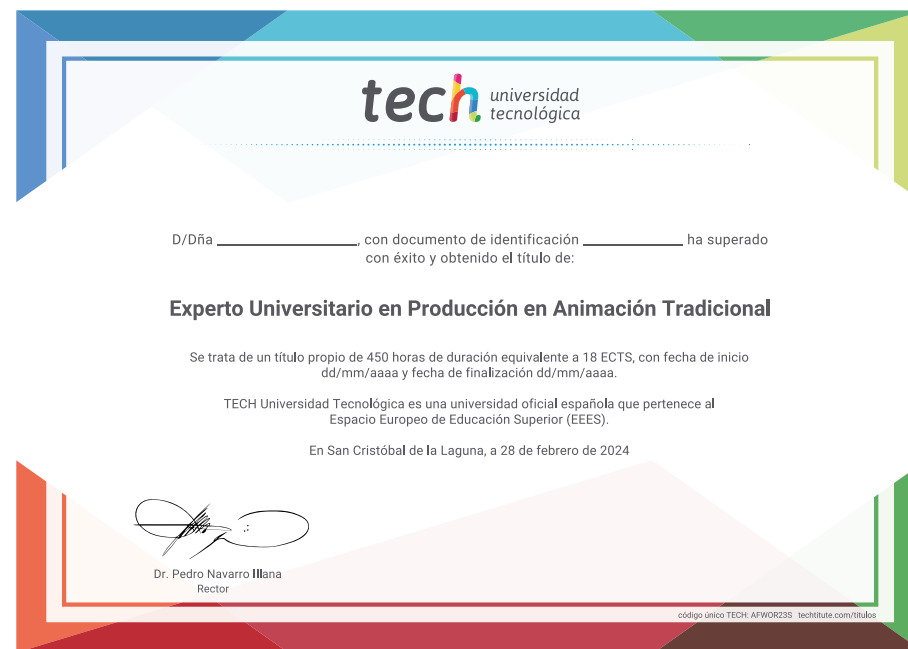 tech universidad
tecnológica
D/Dña ____________________, con documento de identificación ______________ ha superado
con éxito y obtenido el título de:
Experto Universitario en Producción en Animación Tradicional
Se trata de un título propio de 450 horas de duración equivalente a 18 ECTS, con fecha de inicio
dd/mm/aaaa y fecha de finalización dd/mm/aaaa.
TECH Universidad Tecnológica es una universidad oficial española que pertenece al
Espacio Europeo de Educación Superior (EEES).
En San Cristóbal de la Laguna, a 28 de febrero de 2024
Dr. Pedro Navarro Illana
Rector
código único TECH: AFWOR23S techtitute.com/titulos